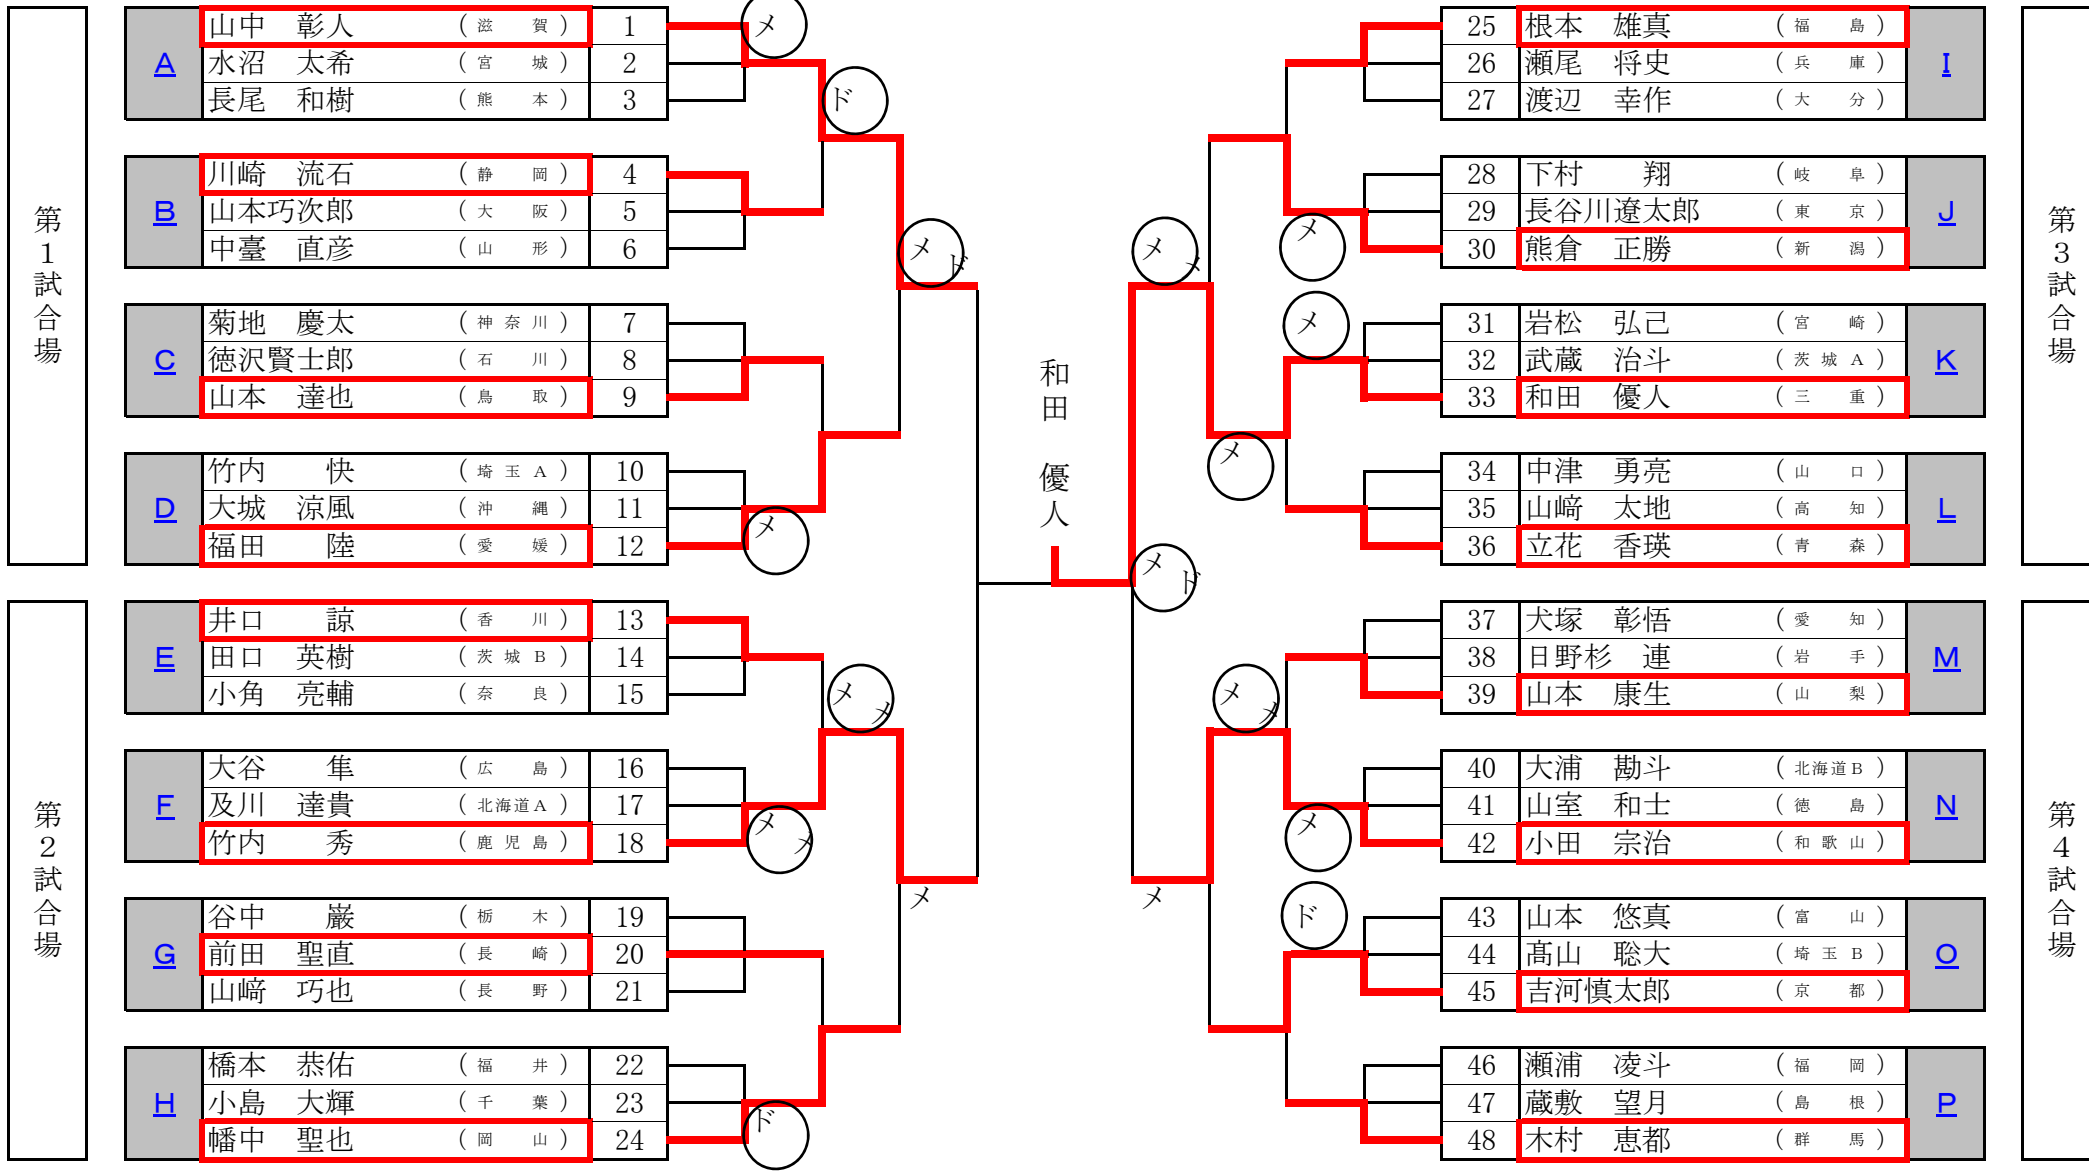 第1試合場
A
山中 彰人 (滋 賀) 1
水沼 太希 (宮 城) 2
長尾 和樹 (熊 本) 3
B
川崎 流石 (静 岡) 4
山本巧次郎 (大 阪) 5
中臺 直彦 (山 形) 6
C
菊地 慶太 (神奈川) 7
徳沢賢士郎 (石 川) 8
山本 達也 (鳥 取) 9
D
竹内 快 (埼玉A) 10
大城 涼風 (沖 縄) 11
福田 陸 (愛 媛) 12
第2試合場
E
井口 諒 (香 川) 13
田口 英樹 (茨城B) 14
小角 亮輔 (奈 良) 15
F
大谷 隼 (広 島) 16
及川 達貴 (北海道A) 17
竹内 秀 (鹿児島) 18
G
谷中 巌 (栃 木) 19
前田 聖直 (長 崎) 20
山﨑 巧也 (長 野) 21
H
橋本 恭佑 (福 井) 22
小島 大輝 (千 葉) 23
幡中 聖也 (岡 山) 24
メ
ド
メド
メ
メメ
メメ
メ
ド
和田 優人
メメ
メ
メ
メ
メド
メメ
メ
メ
ド
第3試合場
25 根本 雄真 (福 島)
26 瀬尾 将史 (兵 庫)
27 渡辺 幸作 (大 分)
I
28 下村 翔 (岐 阜)
29 長谷川遼太郎 (東 京)
30 熊倉 正勝 (新 潟)
J
31 岩松 弘己 (宮 崎)
32 武蔵 治斗 (茨城A)
33 和田 優人 (三 重)
K
34 中津 勇亮 (山 口)
35 山﨑 太地 (高 知)
36 立花 香瑛 (青 森)
L
第4試合場
37 犬塚 彰悟 (愛 知)
38 日野杉 連 (岩 手)
39 山本 康生 (山 梨)
M
40 大浦 勘斗 (北海道B)
41 山室 和士 (徳 島)
42 小田 宗治 (和歌山)
N
43 山本 悠真 (富 山)
44 髙山 聡大 (埼玉B)
45 吉河慎太郎 (京 都)
O
46 瀬浦 凌斗 (福 岡)
47 蔵敷 望月 (島 根)
48 木村 恵都 (群 馬)
P